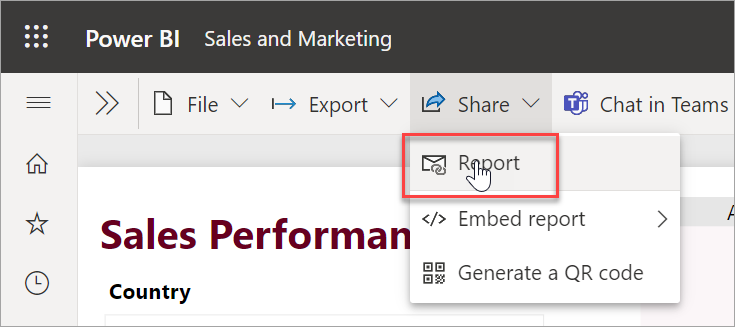 Power BI Sales and Marketing
File Export Share Chat in Teams
Report
Sales Performan
Embed report
Generate a QR code
Country